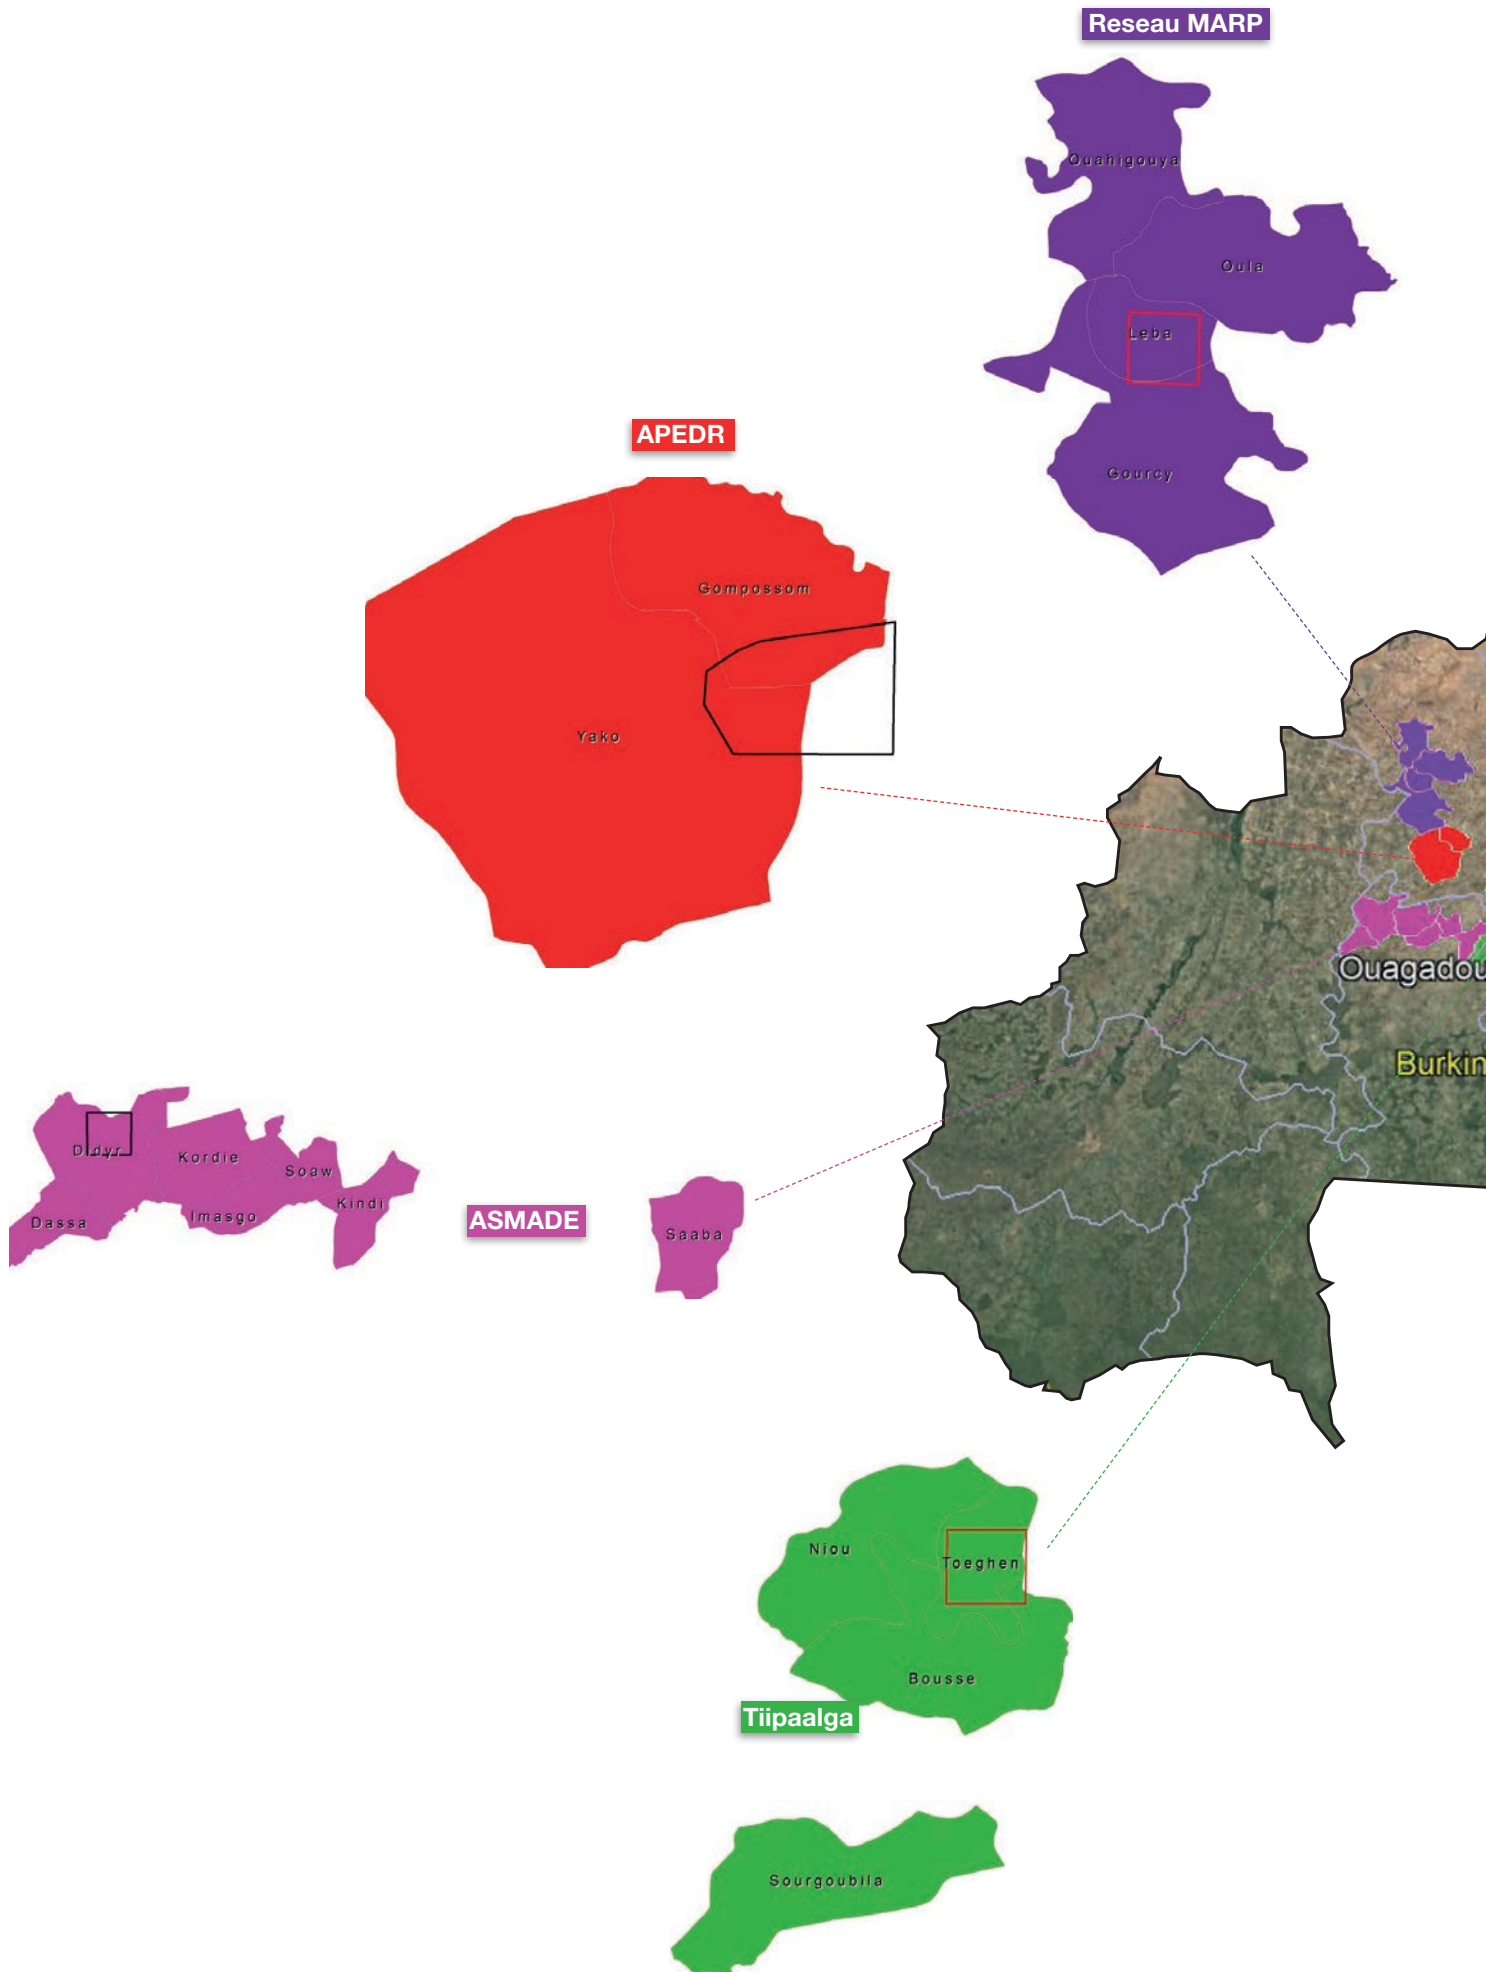 Reseau MARP
Ouahigouya
Oula
Leba
Gourcy
APEDR
Gompossom
Yako
Ouagadou
Burkin
Didyr
Kordie
Soaw
Kindi
Imasgo
Dassa
ASMADE
Saaba
Niou
Toeghen
Bousse
Tiipaalga
Sourgoubila